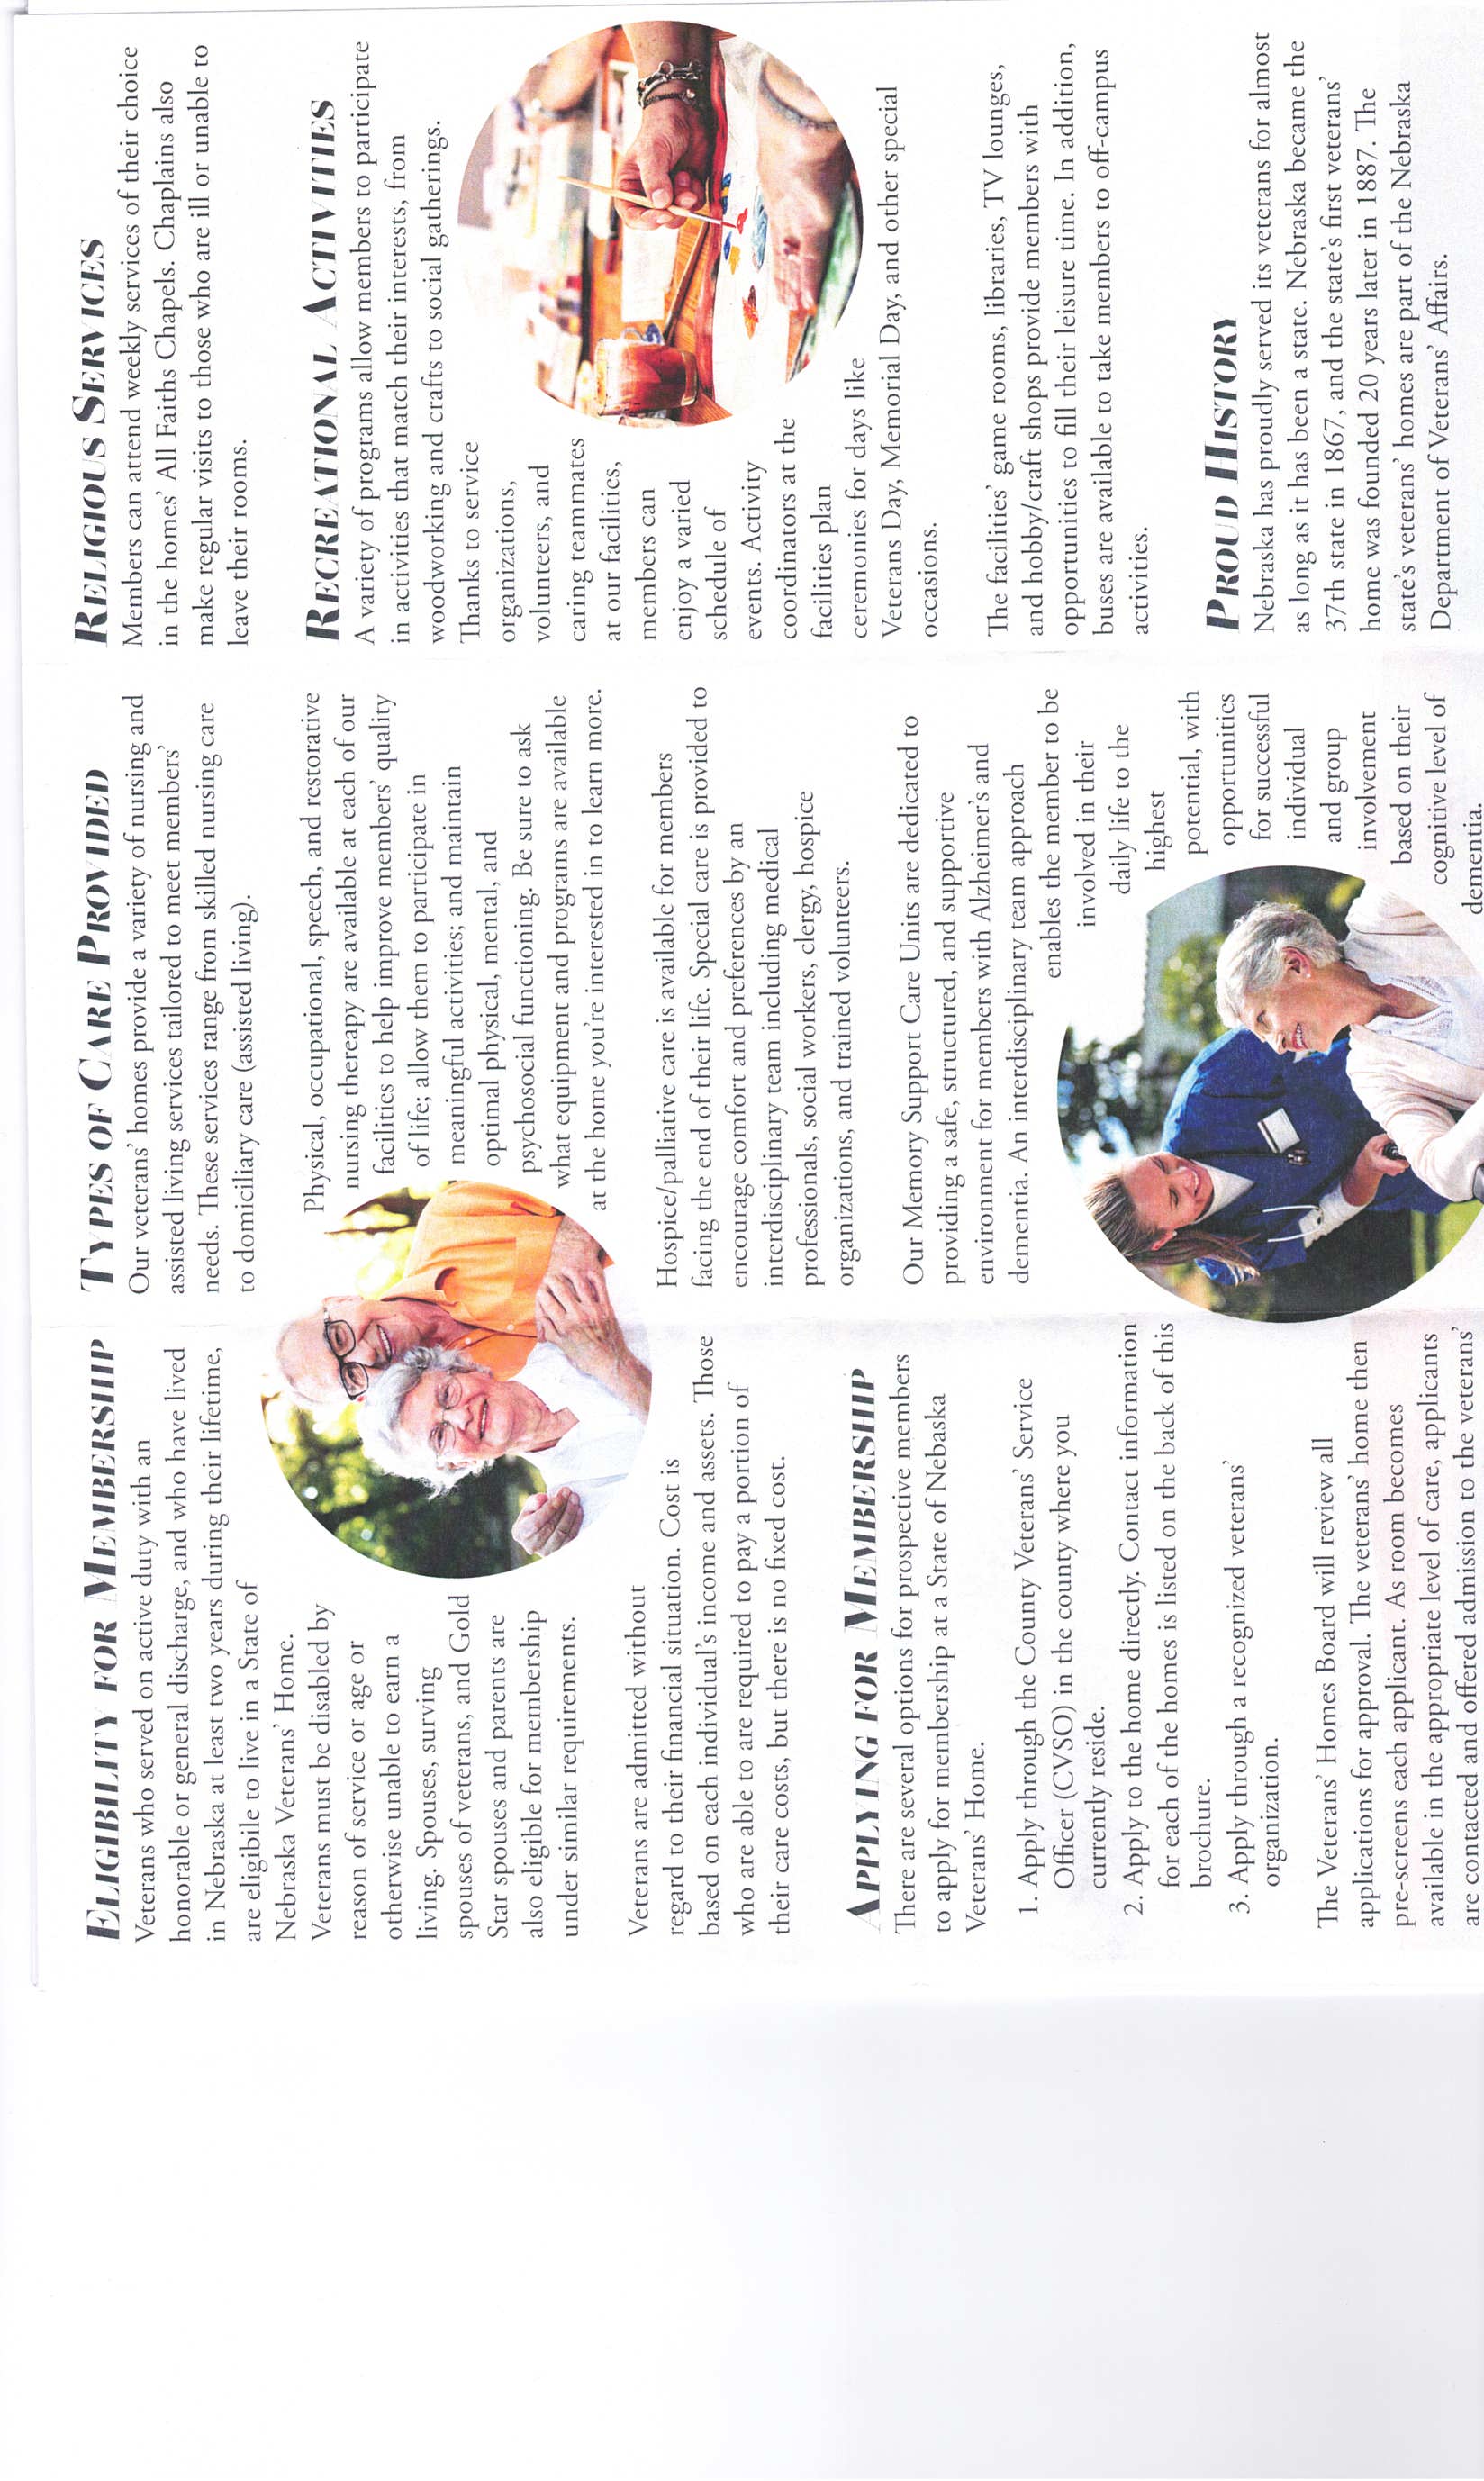 ELIGIBILITY FOR MEMBERSHIP
Veterans who served on active duty with an
honorable or general discharge, and who have lived
in Nebraska at least two years during their lifetime,
are eligibile to live in a State of
Nebraska Veterans' Home.
Veterans must be disabled by
reason of service or age or
otherwise unable to earn a
living. Spouses, surving
spouses of veterans, and Gold
Star spouses and parents are
also eligible for membership
under similar requirements.
Veterans are admitted without
regard to their financial situation. Cost is
based on each individual's income and assets. Those
who are able to are required to pay a portion of
their care costs, but there is no fixed cost.
APPLYING FOR MEMBERSHIP
There are several options for prospective members
to apply for membership at a State of Nebaska
Veterans' Home.
1. Apply through the County Veterans' Service
Officer (CVSO) in the county where you
currently reside.
2. Apply to the home directly. Contact information
for each of the homes is listed on the back of this
brochure.
3. Apply through a recognized veterans'
organization.
The Veterans' Homes Board will review all
applications for approval. The veterans' home then
pre-screens each applicant. As room becomes
available in the appropriate level of care, applicants
are contacted and offered admission to the veterans'
TYPES OF CARE PROVIDED
Our veterans' homes provide a variety of nursing and
assisted living services tailored to meet members'
needs. These services range from skilled nursing care
to domiciliary care (assisted living).
Physical, occupational, speech, and restorative
nursing thereapy are available at each of our
facilities to help improve members' quality
of life; allow them to participate in
meaningful activities; and maintain
optimal physical, mental, and
psychosocial functioning. Be sure to ask
what equipment and programs are available
at the home you're interested in to learn more.
Hospice/palliative care is available for members
facing the end of their life. Special care is provided to
encourage comfort and preferences by an
interdisciplinary team including medical
professionals, social workers, clergy, hospice
organizations, and trained volunteers.
Our Memory Support Care Units are dedicated to
providing a safe, structured, and supportive
environment for members with Alzheimer's and
dementia. An interdisciplinary team approach
enables the member to be
involved in their
daily life to the
highest
potential, with
opportunities
for successful
individual
and group
involvement
based on their
cognitive level of
dementia.
RELIGIOUS SERVICES
Members can attend weekly services of their choice
in the homes' All Faiths Chapels. Chaplains also
make regular visits to those who are ill or unable to
leave their rooms.
RECREATIONAL ACTIVITIES
A variety of programs allow members to participate
in activities that match their interests, from
woodworking and crafts to social gatherings.
Thanks to service
organizations,
volunteers, and
caring teammates
at our facilities,
members can
enjoy a varied
schedule of
events. Activity
coordinators at the
facilities plan
ceremonies for days like
Veterans Day, Memorial Day, and other special
occasions.
The facilities' game rooms, libraries, TV lounges,
and hobby/craft shops provide members with
opportunities to fill their leisure time. In addition,
buses are available to take members to off-campus
activities.
PROUD HISTORY
Nebraska has proudly served its veterans for almost
as long as it has been a state. Nebraska became the
37th state in 1867, and the state's first veterans'
home was founded 20 years later in 1887. The
state's veterans' homes are part of the Nebraska
Department of Veterans' Affairs.